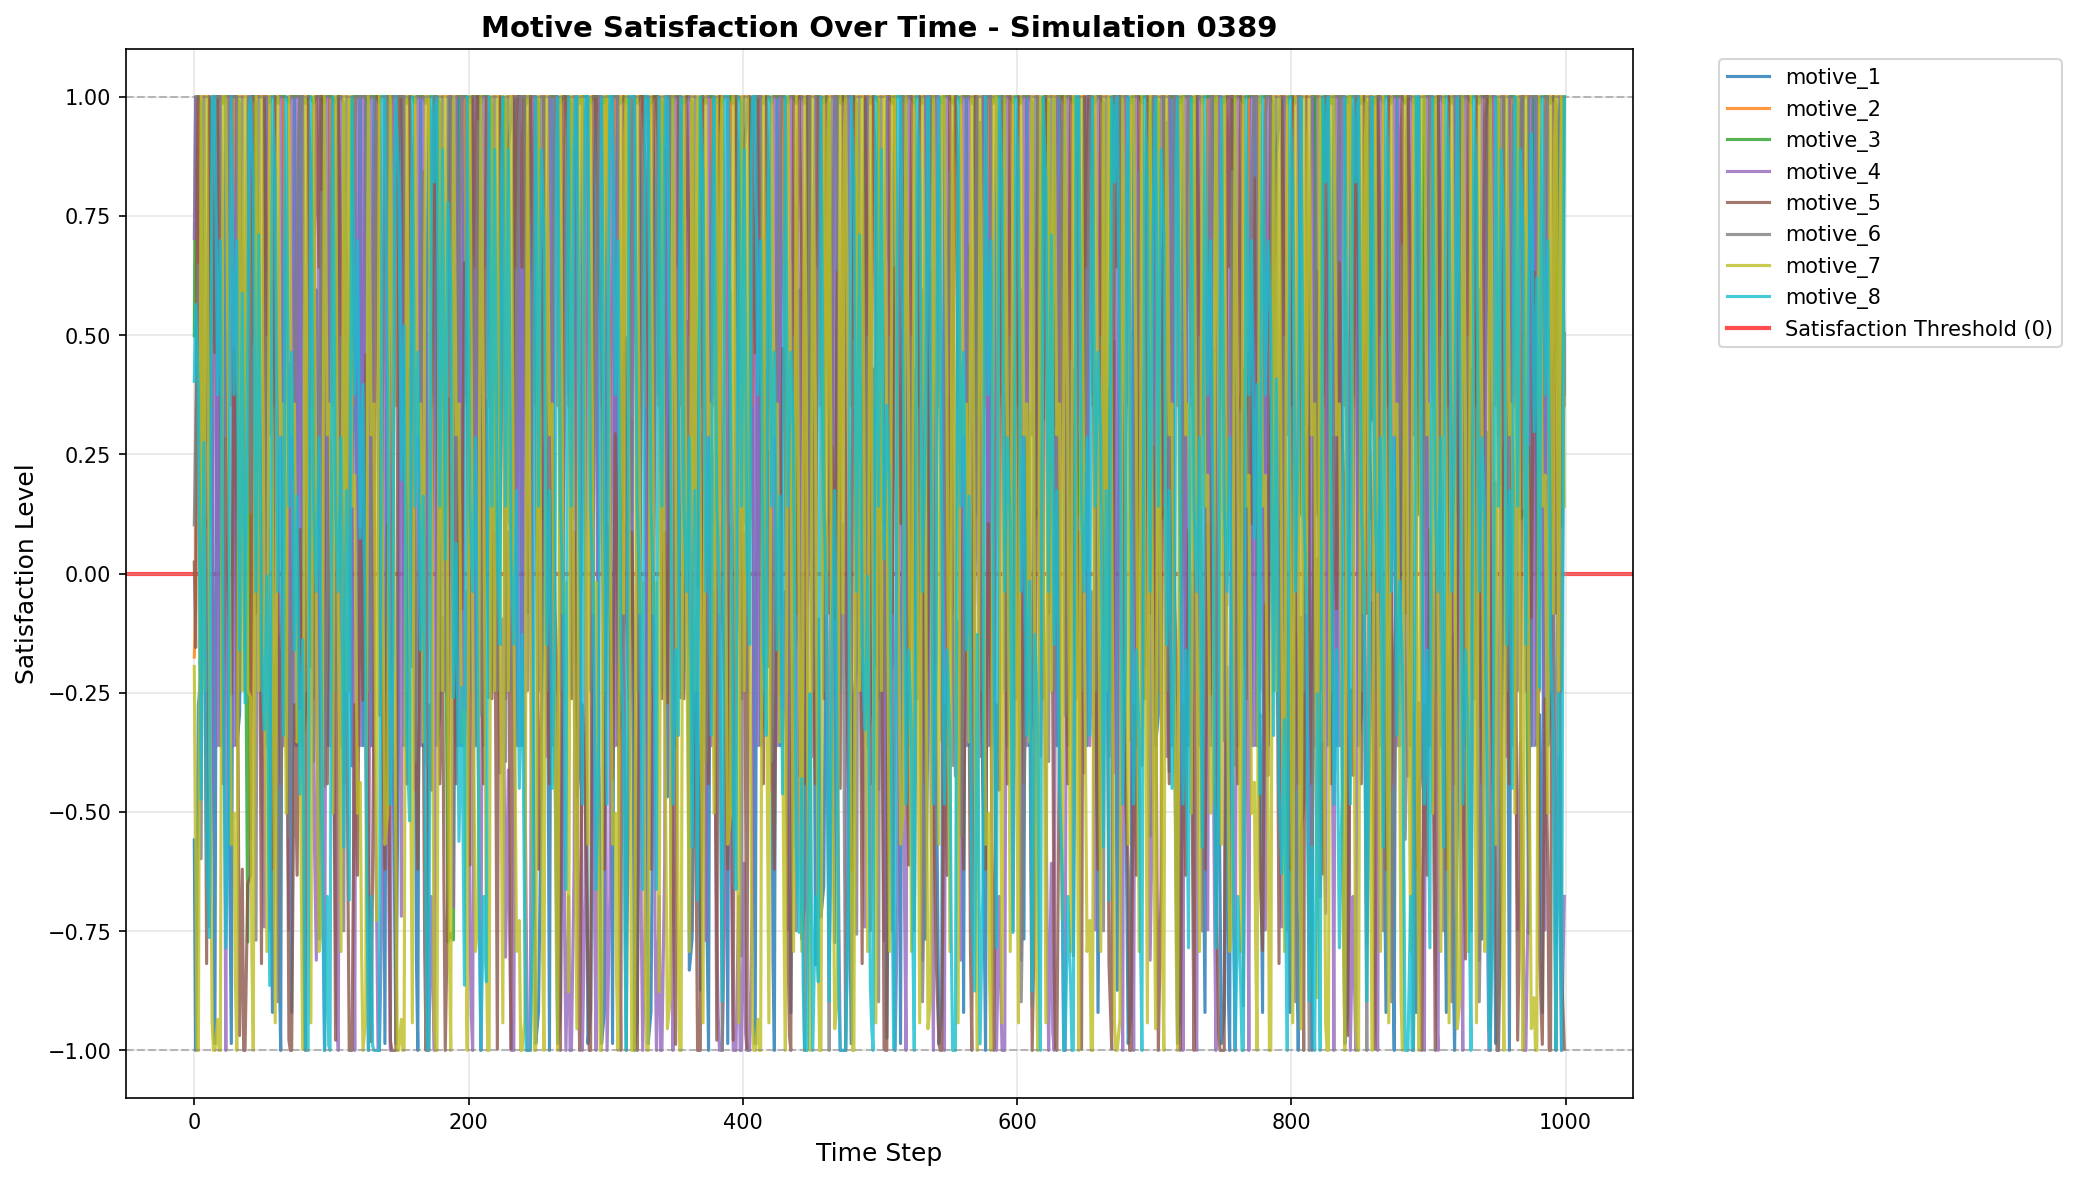 Motive Satisfaction Over Time - Simulation 0389
1.00
0.75
0.50
0.25
0.00
−0.25
−0.50
−0.75
−1.00
Satisfaction Level
0
200
400
600
800
1000
Time Step
motive_1
motive_2
motive_3
motive_4
motive_5
motive_6
motive_7
motive_8
Satisfaction Threshold (0)